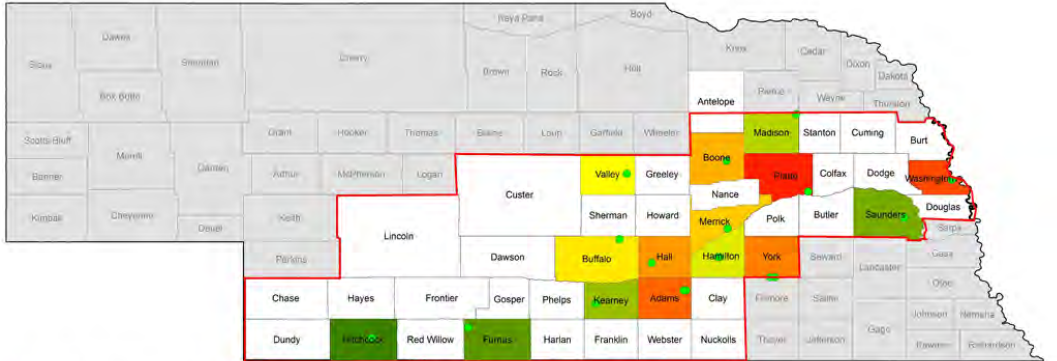 Keya Paha
Boyd
Dawes
Sioux
Sheridan
Cherry
Knox
Cedar
Dixon
Dakota
Brown
Rock
Holt
Box Butte
Antelope
Pierce
Wayne
Thurston
Scotts Bluff
Morrill
Grant
Hooker
Thomas
Blaine
Loup
Garfield
Wheeler
Madison
Stanton
Cuming
Burt
Banner
Garden
Arthur
McPherson
Logan
Boone
Platte
Valley
Greeley
Colfax
Dodge
Washington
Custer
Nance
Kimball
Cheyenne
Keith
Deuel
Sherman
Howard
Merrick
Polk
Butler
Saunders
Douglas
Sarpy
Lincoln
Perkins
Dawson
Buffalo
Hall
Hamilton
York
Seward
Lancaster
Cass
Otoe
Chase
Hayes
Frontier
Gosper
Phelps
Kearney
Adams
Clay
Fillmore
Saline
Gage
Johnson
Nemaha
Dundy
Hitchcock
Red Willow
Furnas
Harlan
Franklin
Webster
Nuckolls
Thayer
Jefferson
Pawnee
Richardson